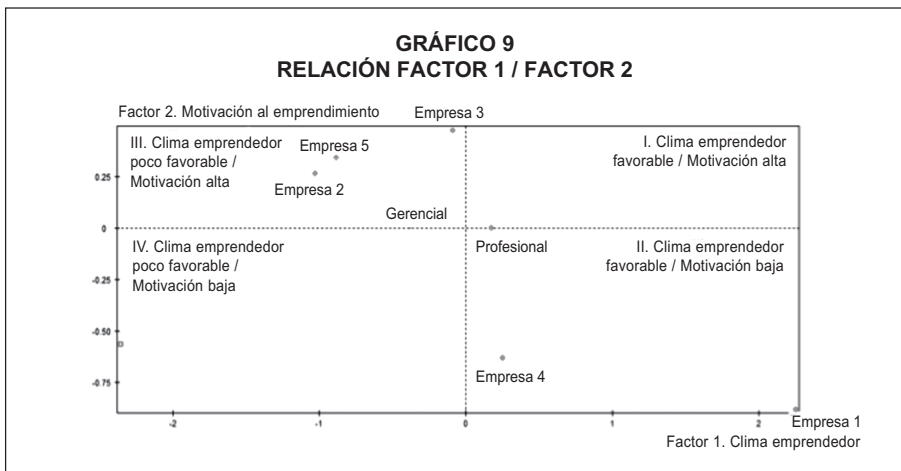 GRÁFICO 9
RELACIÓN FACTOR 1 / FACTOR 2
Factor 2. Motivación al emprendimiento
Empresa 3
III. Clima emprendedor
poco favorable /
Motivación alta
Empresa 5
Empresa 2
I. Clima emprendedor
favorable / Motivación alta
0.25
Gerencial
0
IV. Clima emprendedor
poco favorable /
Motivación baja
Profesional
II. Clima emprendedor
favorable / Motivación baja
-0.25
-0.50
-0.75
Empresa 4
Empresa 1
-2
-1
0
1
2
Factor 1. Clima emprendedor